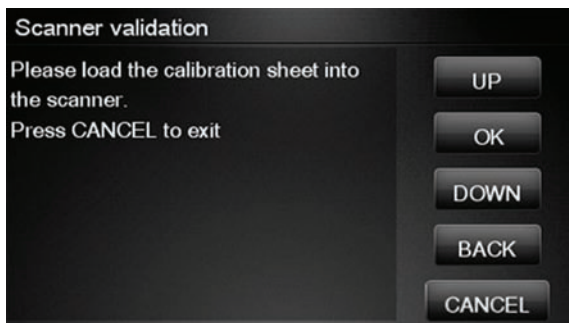 Scanner validation
Please load the calibration sheet into
the scanner.
Press CANCEL to exit
UP
OK
DOWN
BACK
CANCEL